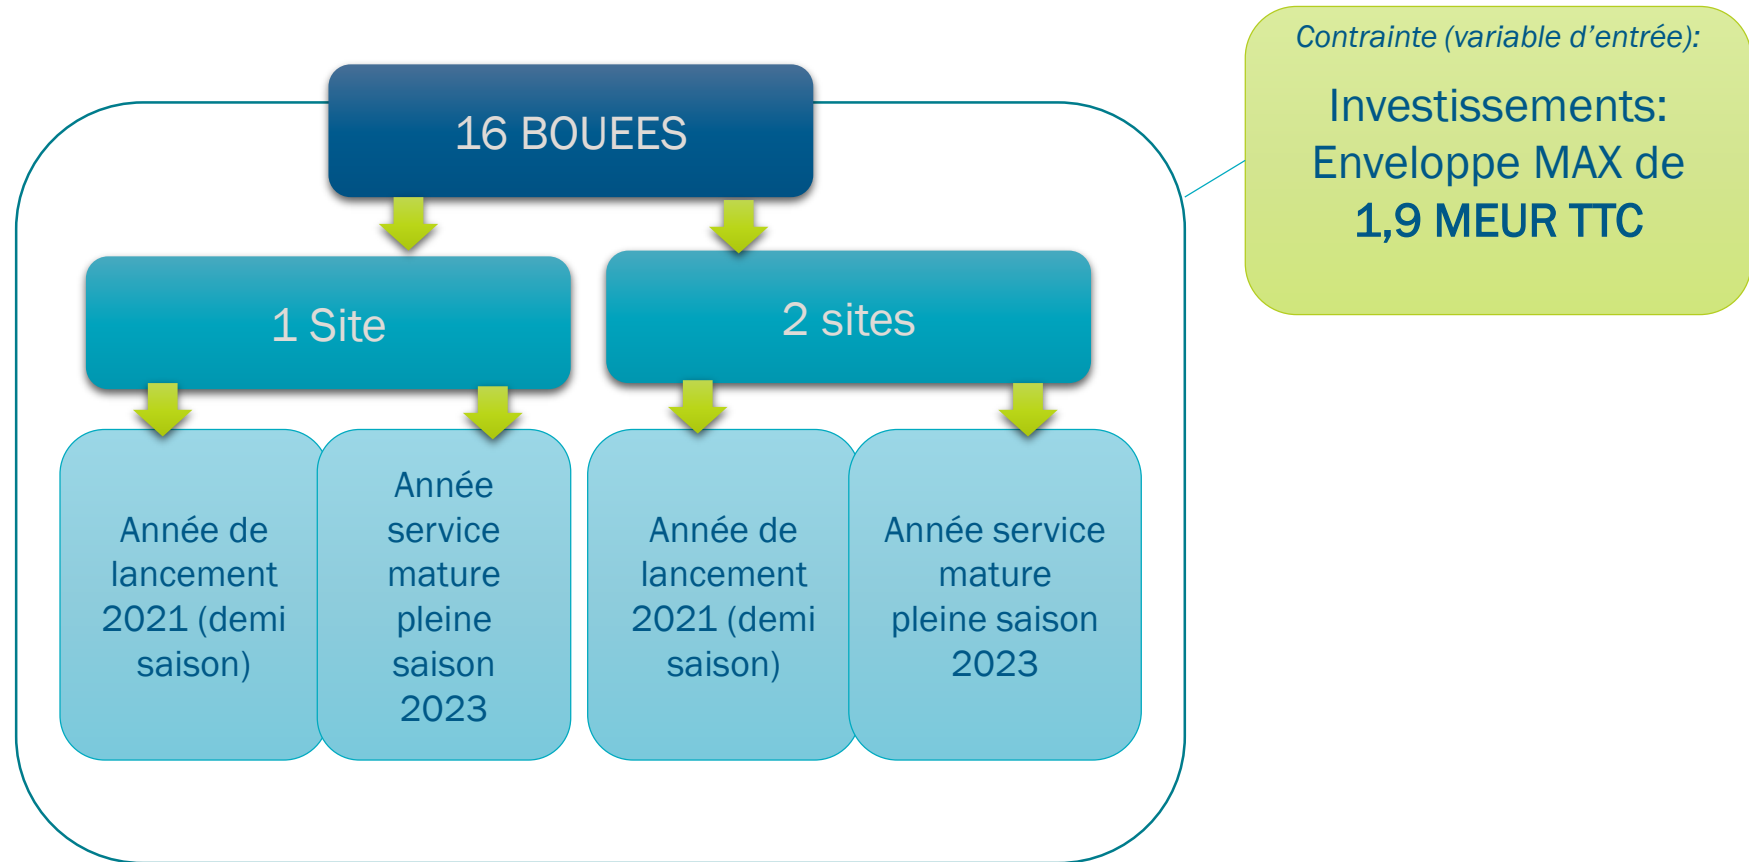 Contrainte (variable d'entrée):
Investissements:
Enveloppe MAX de
1,9 MEUR TTC
16 BOUEES
1 Site
2 sites
Année de
lancement
2021 (demi
saison)
Année
service
mature
pleine
saison
2023
Année de
lancement
2021 (demi
saison)
Année service
mature
pleine saison
2023